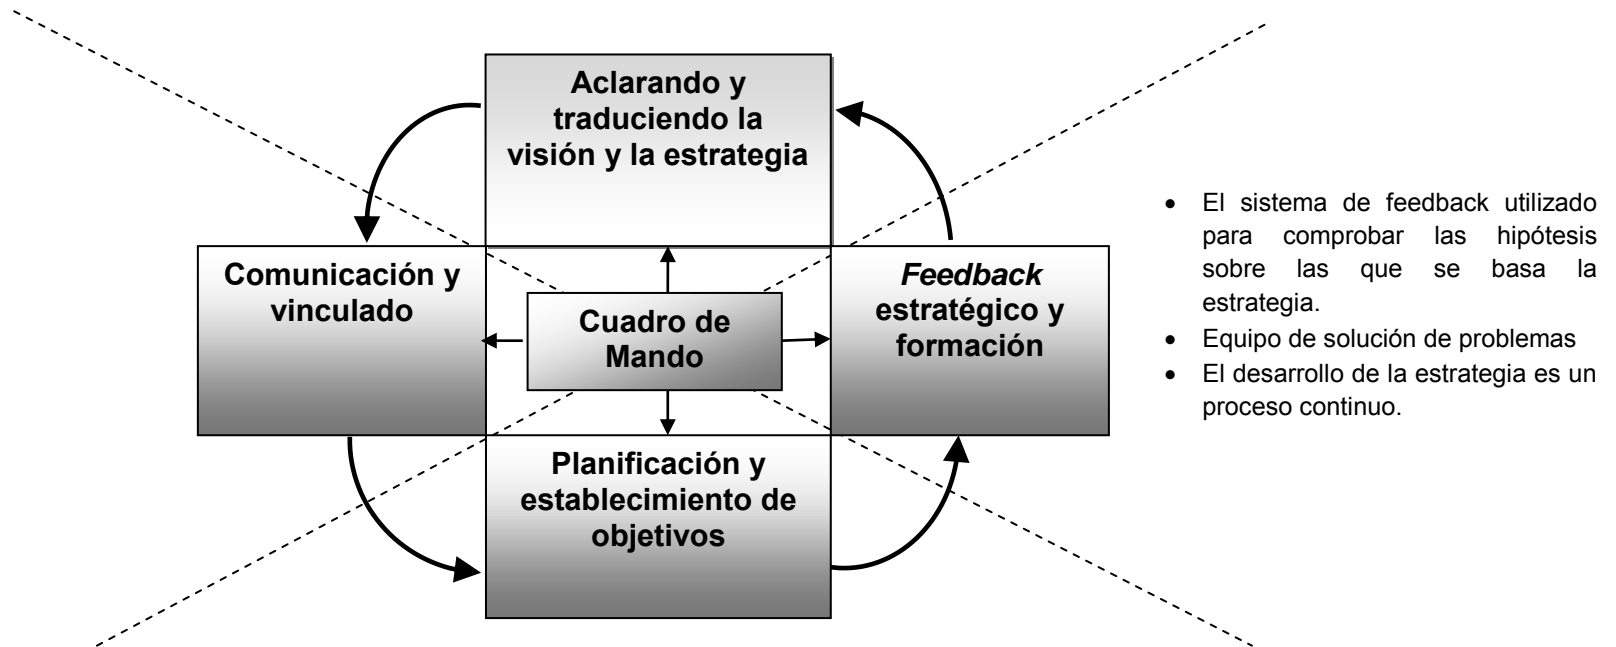 Aclarando y
traduciendo la
visión y la estrategia
Comunicación y
vinculado
Cuadro de
Mando
Feedback
estratégico y
formación
Planificación y
establecimiento de
objetivos
• El sistema de feedback utilizado
para comprobar las hipótesis
sobre las que se basa la
estrategia.
• Equipo de solución de problemas
• El desarrollo de la estrategia es un
proceso continuo.